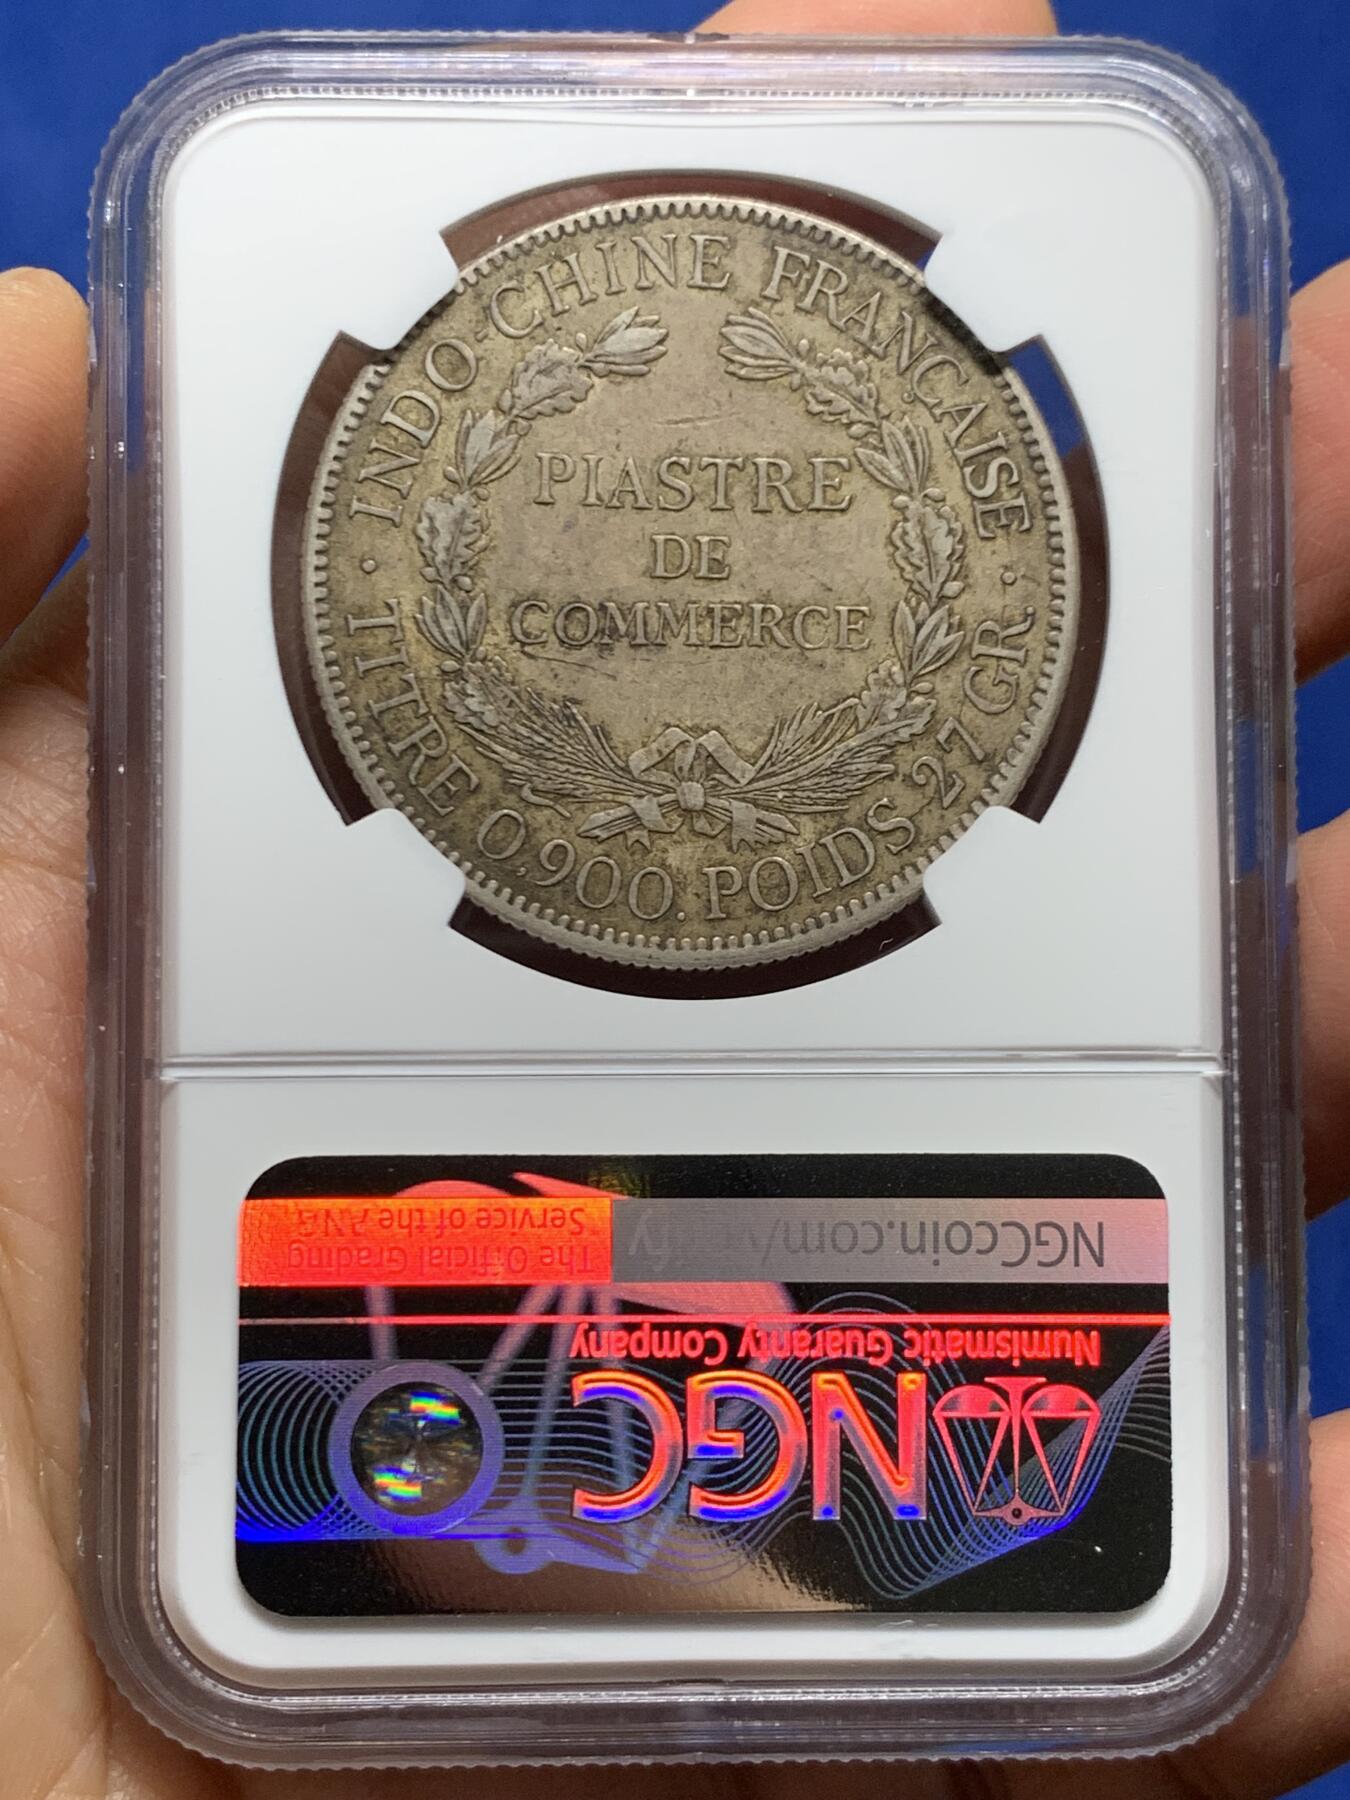 · INDO-CHINE FRANÇAISE ·
PIASTRE
DE
COMMERCE
TITRE 0,900. POIDS 27 GR.
NGC
Numismatic Guaranty Company
NGCcoin.com/verify
The Official Grading
Service of the ANA